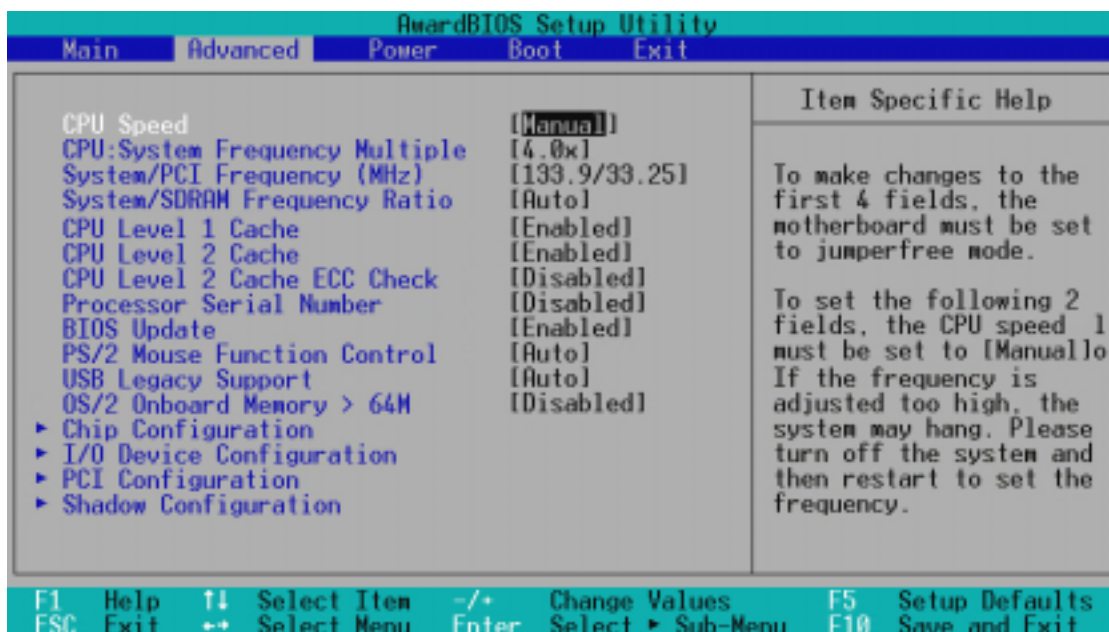 AwardBIOS Setup Utility
Main Advanced Power Boot Exit
CPU Speed [Manual]
CPU:System Frequency Multiple [4.0x]
System/PCI Frequency (MHz) [133.9/33.25]
System/SDRAM Frequency Ratio [Auto]
CPU Level 1 Cache [Enabled]
CPU Level 2 Cache [Enabled]
CPU Level 2 Cache ECC Check [Disabled]
Processor Serial Number [Disabled]
BIOS Update [Enabled]
PS/2 Mouse Function Control [Auto]
USB Legacy Support [Auto]
OS/2 Onboard Memory > 64M [Disabled]
► Chip Configuration
► I/O Device Configuration
► PCI Configuration
► Shadow Configuration
Item Specific Help
To make changes to the
first 4 fields, the
motherboard must be set
to jumperfree mode.
To set the following 2
fields, the CPU speed l
must be set to [Manual]o
If the frequency is
adjusted too high, the
system may hang. Please
turn off the system and
then restart to set the
frequency.
F1 Help ↑↓ Select Item -/+ Change Values F5 Setup Defaults
ESC Exit ←→ Select Menu Enter Select ► Sub-Menu F10 Save and Exit